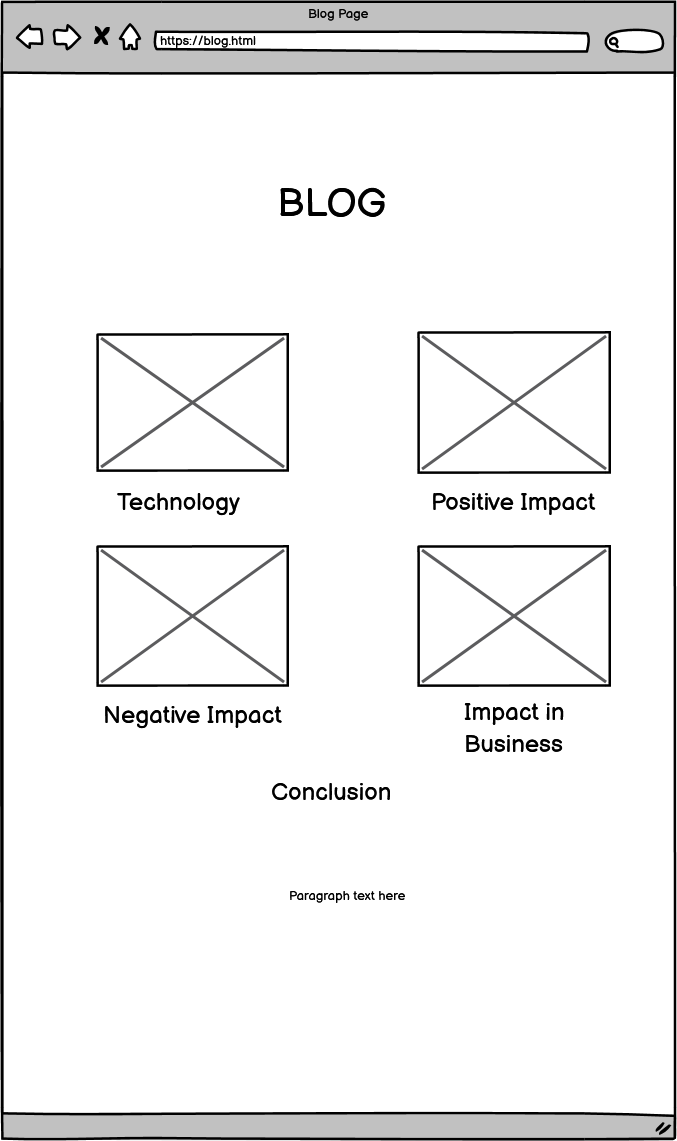 Blog Page
https://blog.html
BLOG
Technology
Positive Impact
Negative Impact
Impact in
Business
Conclusion
Paragraph text here